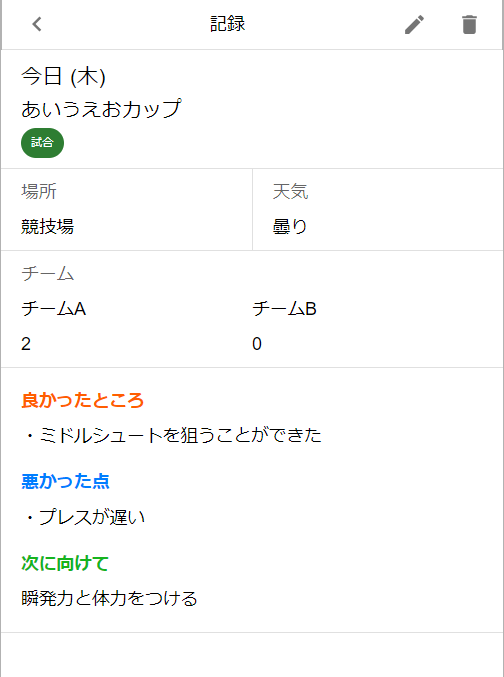 記録
今日 (木)
あいうえおカップ
試合
場所
天気
競技場
曇り
チーム
チームA
チームB
2
0
良かったところ
・ミドルシュートを狙うことができた
悪かった点
・プレスが遅い
次に向けて
瞬発力と体力をつける